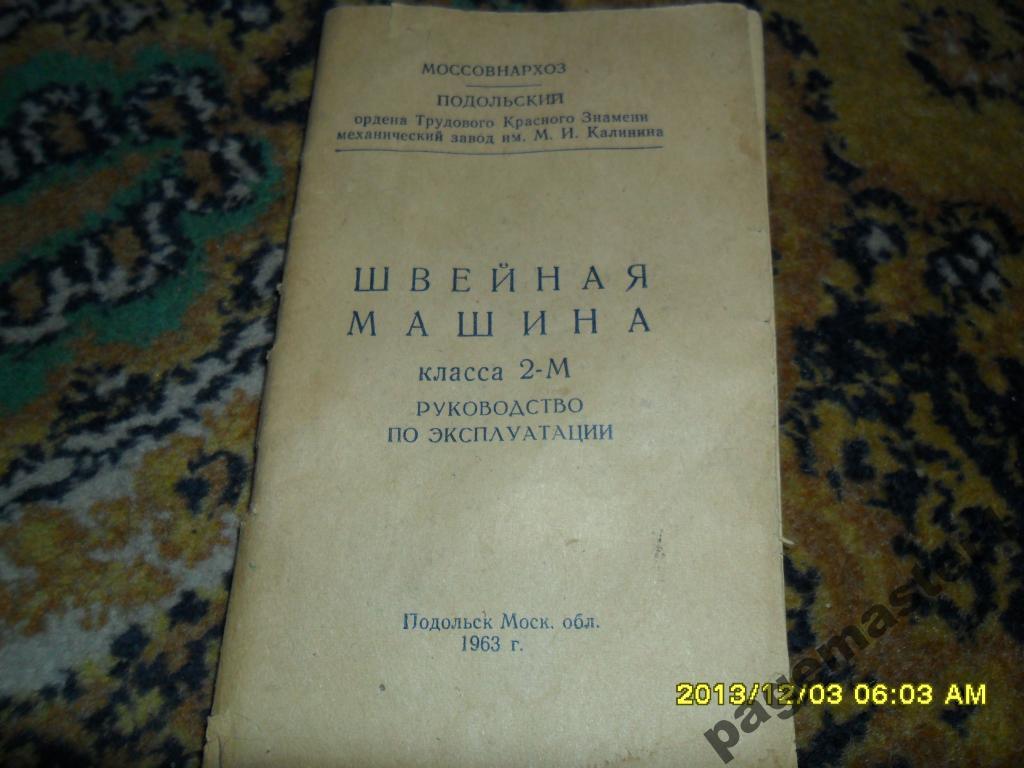 МОССОВНАРХОЗ
ПОДОЛЬСКИЙ
ордена Трудового Красного Знамени
механический завод им. М. И. Калинина
ШВЕЙНАЯ
МАШИНА
класса 2-М
РУКОВОДСТВО
ПО ЭКСПЛУАТАЦИИ
Подольск Моск. обл.
1963 г.
2013/12/03 06:03 AM
pagemaster